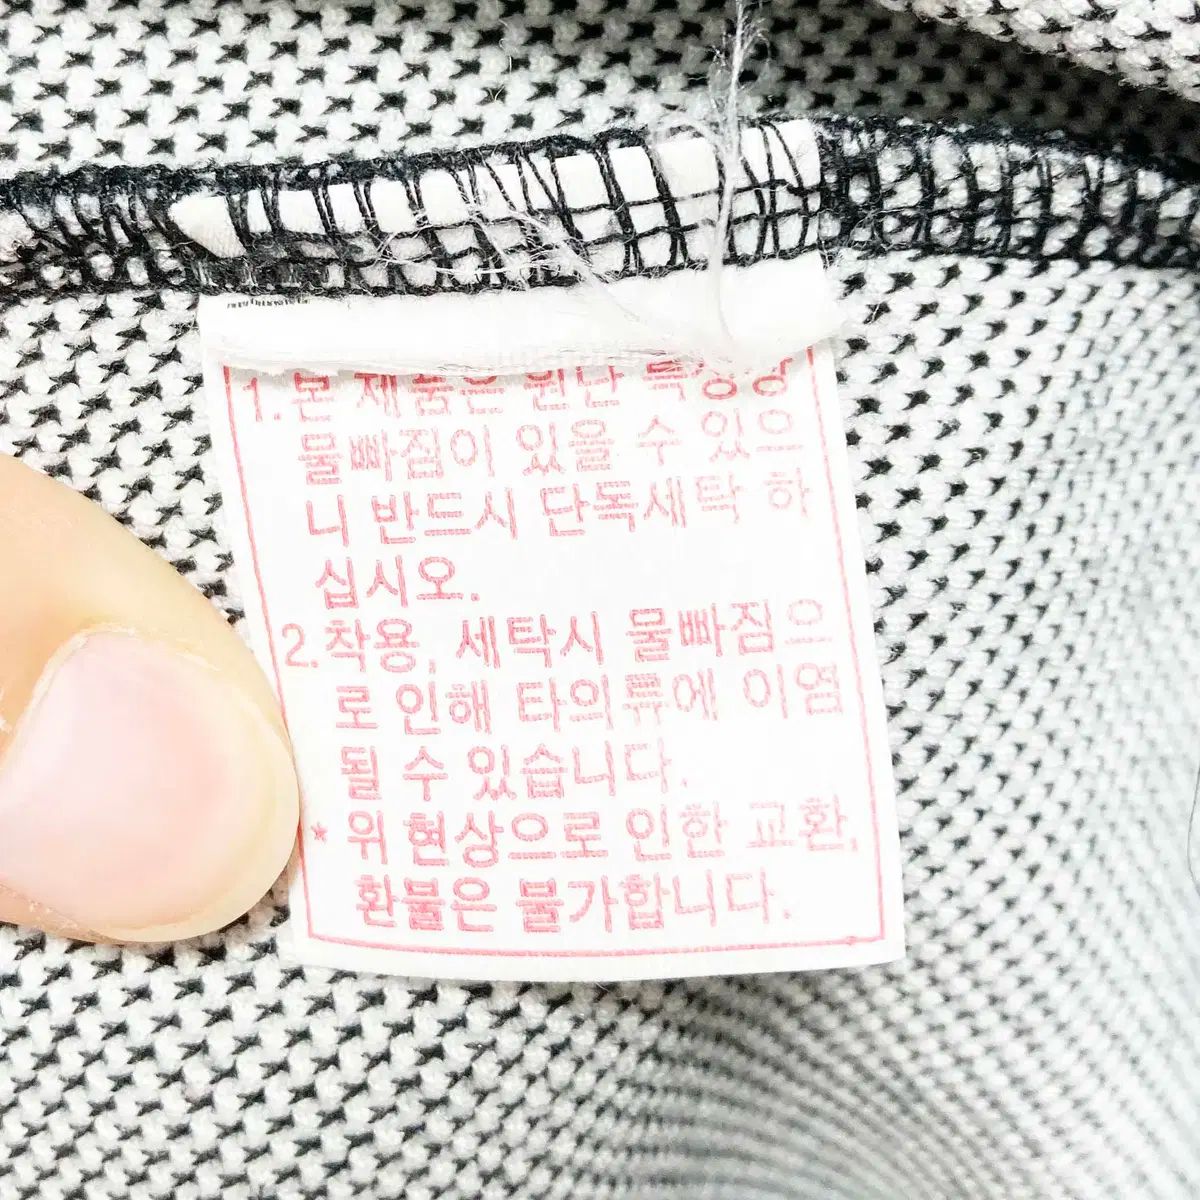 1. 본 제품은 원단 특성상
물빠짐이 있을 수 있으
니 반드시 단독세탁 하
십시오.
2. 착용, 세탁시 물빠짐으
로 인해 타의류에 이염
될 수 있습니다.
* 위 현상으로 인한 교환,
환불은 불가합니다.